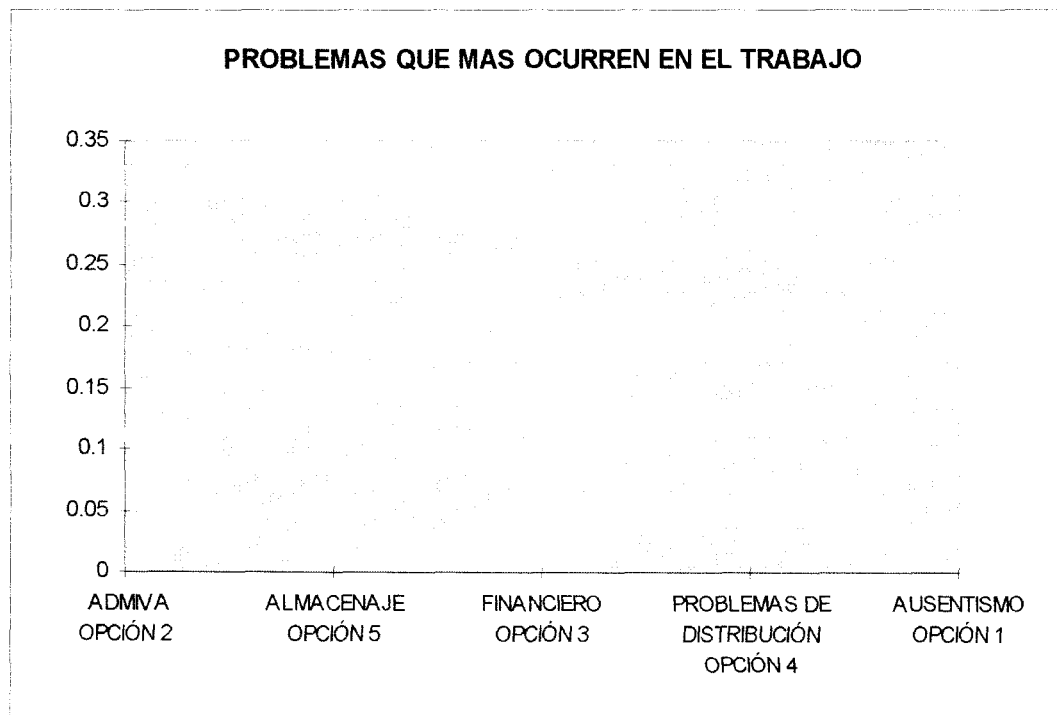 PROBLEMAS QUE MAS OCURREN EN EL TRABAJO
0.35
0.3
0.25
0.2
0.15
0.1
0.05
0
ADMIVA
OPCIÓN 2
ALMACENAJE
OPCIÓN 5
FINANCIERO
OPCIÓN 3
PROBLEMAS DE
DISTRIBUCIÓN
OPCIÓN 4
AUSENTISMO
OPCIÓN 1